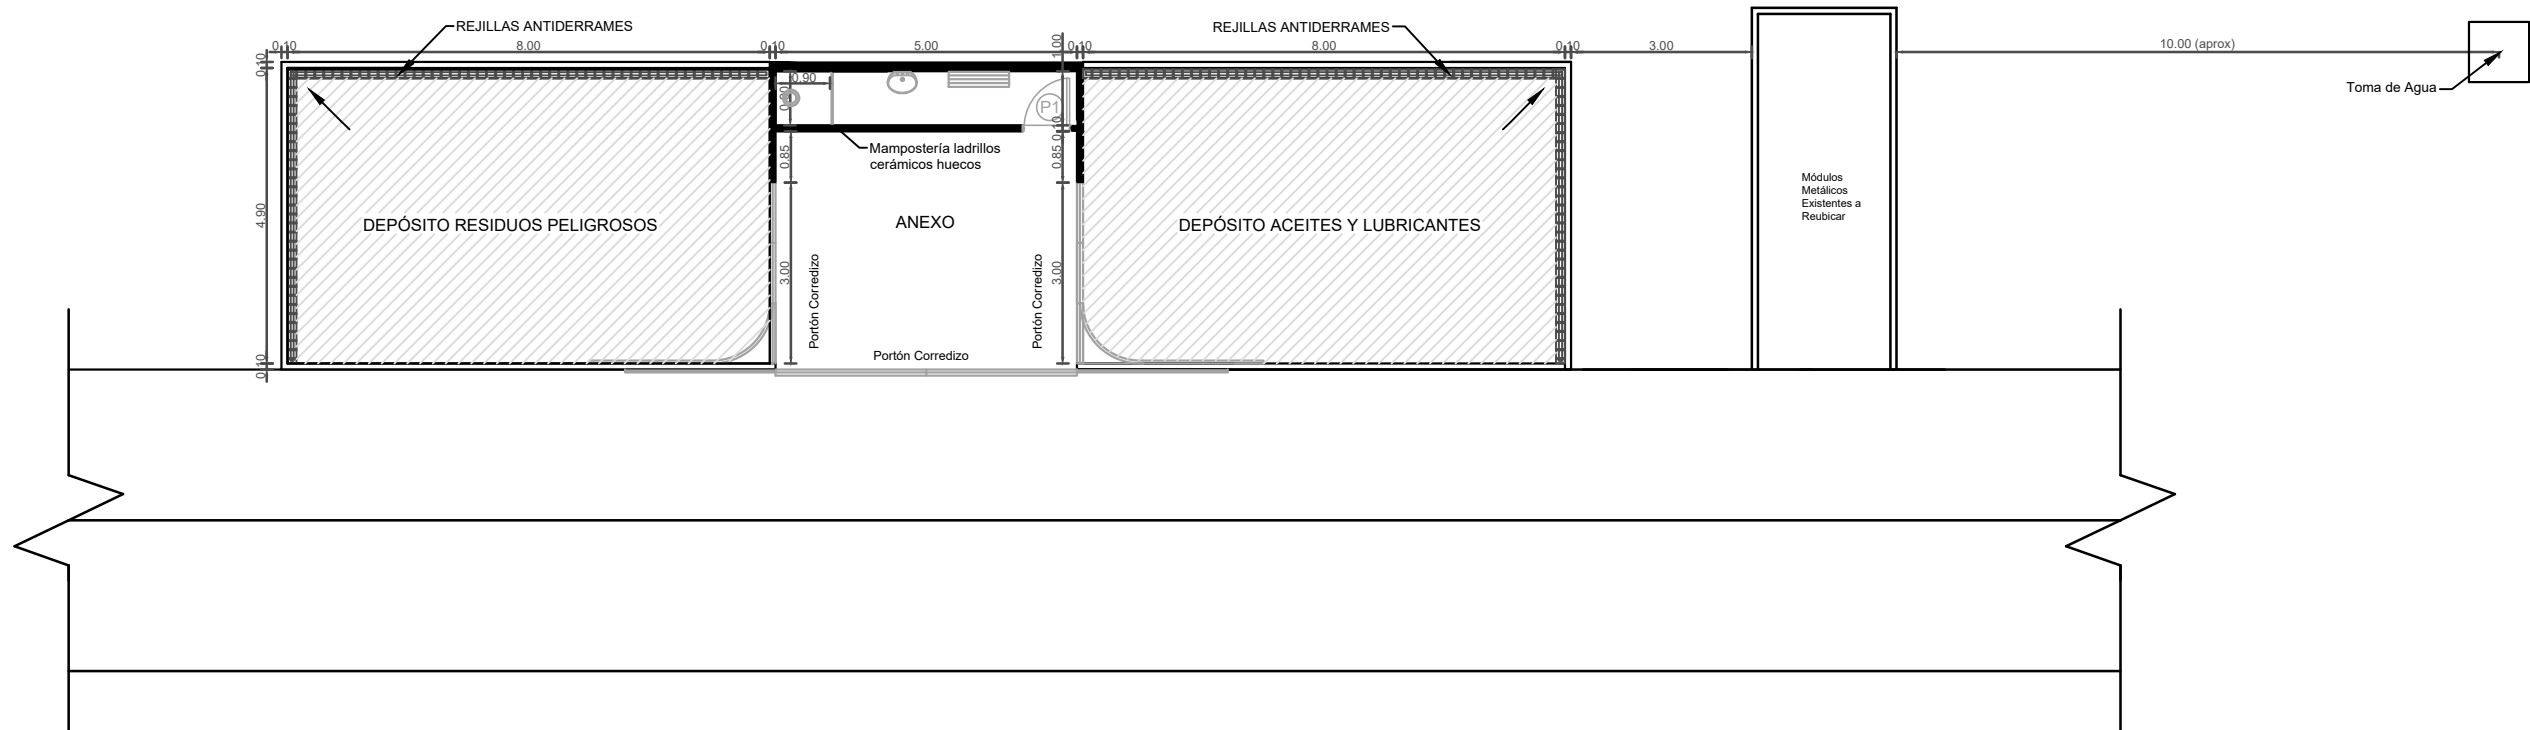 REJILLAS ANTIDERRAMES
REJILLAS ANTIDERRAMES
0.10
8.00
0.10
5.00
1.00
0.10
8.00
0.10
3.00
10.00 (aprox)
Toma de Agua
0.10
0.90
P1
0.10
Mampostería ladrillos
cerámicos huecos
0.85
0.85
4.90
DEPÓSITO RESIDUOS PELIGROSOS
ANEXO
DEPÓSITO ACEITES Y LUBRICANTES
Módulos
Metálicos
Existentes a
Reubicar
3.00
Portón Corredizo
Portón Corredizo
3.00
Portón Corredizo
0.10